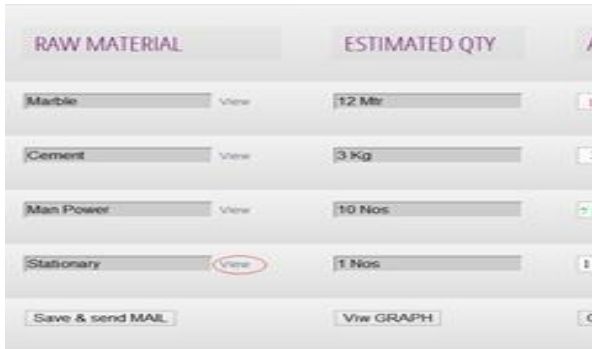 RAW MATERIAL ESTIMATED QTY
Marble View 12 Mtr
Cement View 3 Kg
Man Power View 10 Nos
Stationary View 1 Nos
Save & send MAIL Viw GRAPH